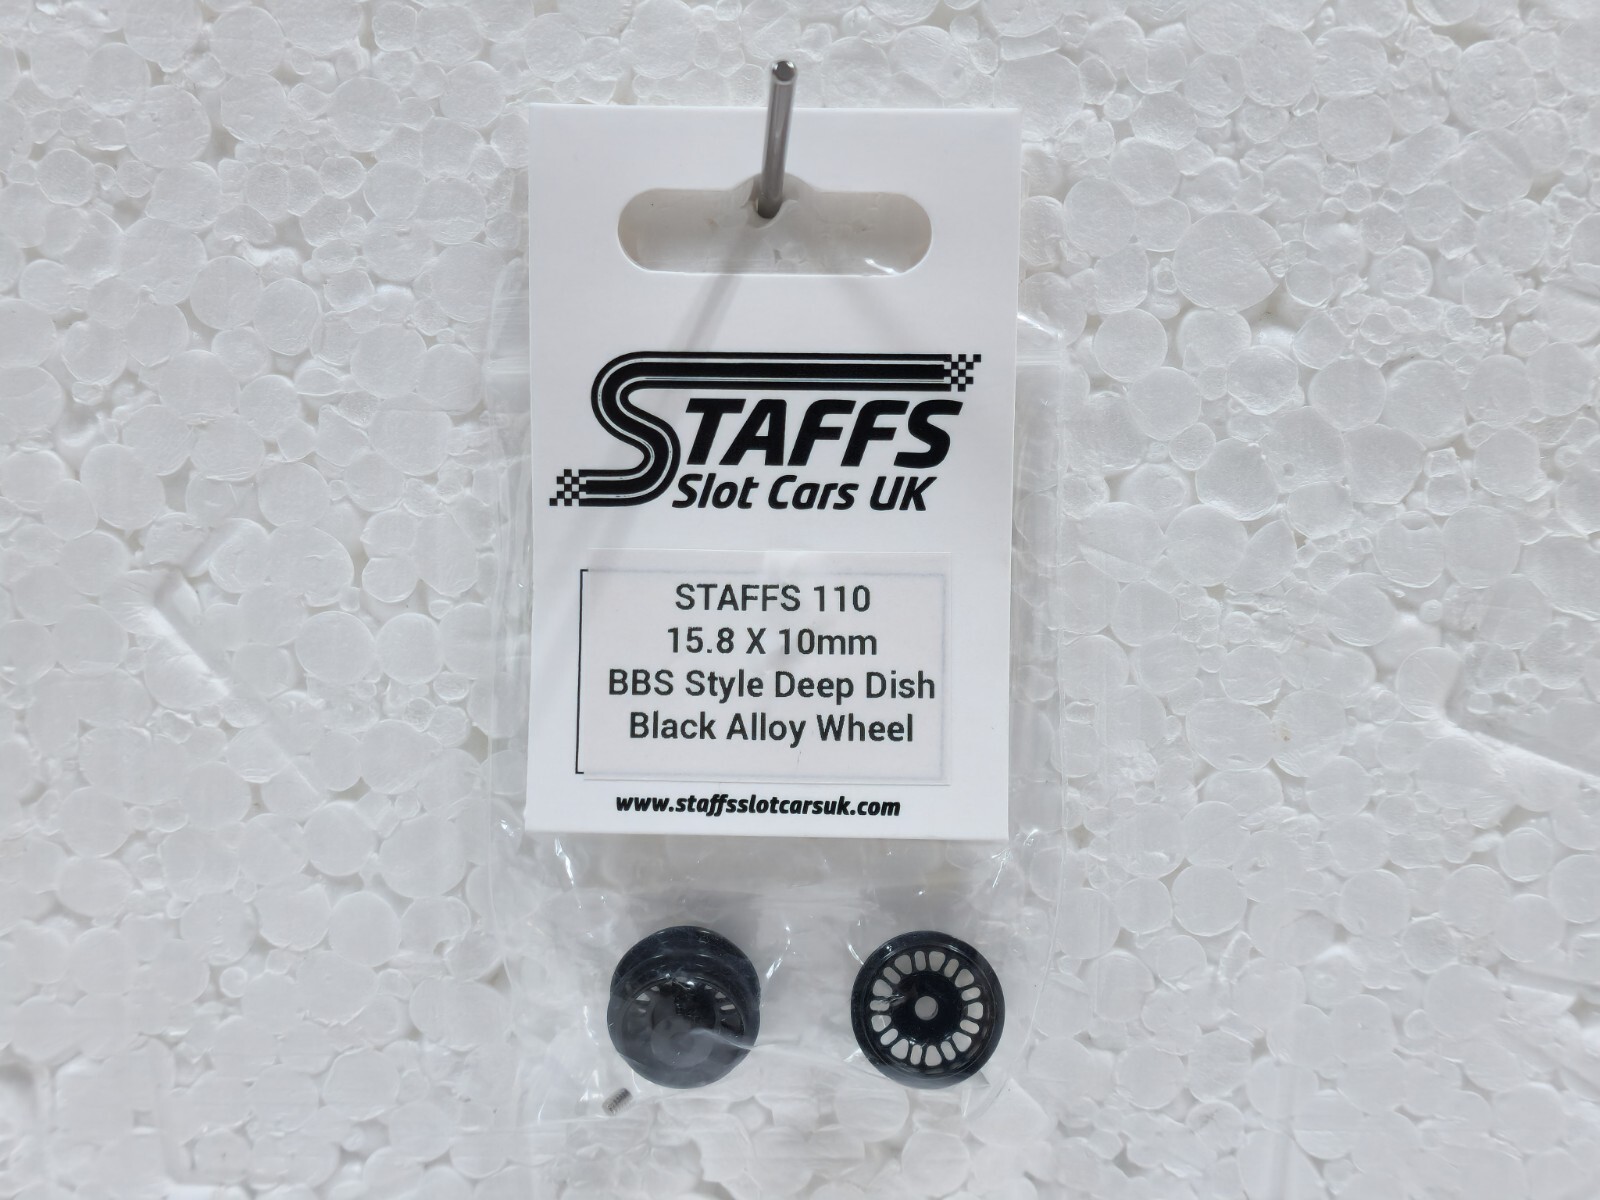 STAFFS
Slot Cars UK
STAFFS 110
15.8 X 10mm
BBS Style Deep Dish
Black Alloy Wheel
www.staffsslotcarsuk.com